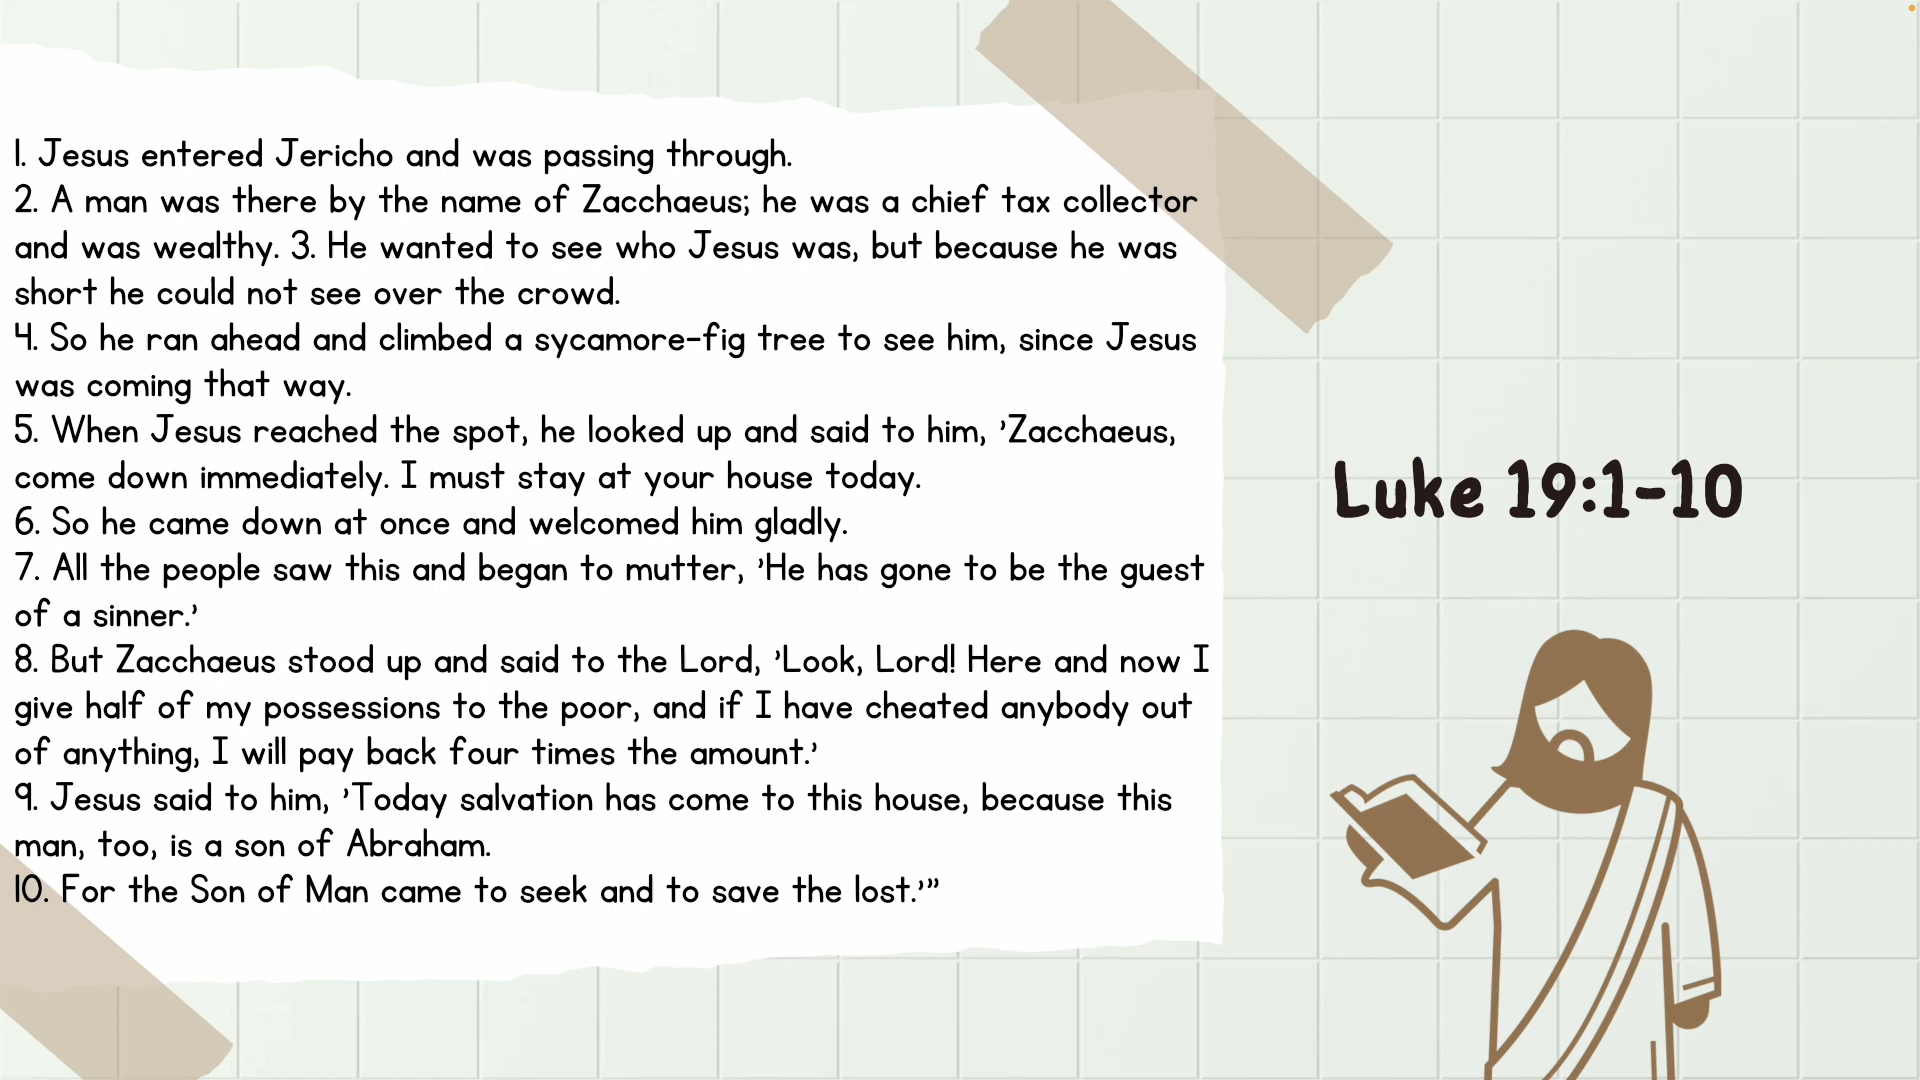 1. Jesus entered Jericho and was passing through.
2. A man was there by the name of Zacchaeus; he was a chief tax collector
and was wealthy. 3. He wanted to see who Jesus was, but because he was
short he could not see over the crowd.
4. So he ran ahead and climbed a sycamore-fig tree to see him, since Jesus
was coming that way.
5. When Jesus reached the spot, he looked up and said to him, 'Zacchaeus,
come down immediately. I must stay at your house today.
6. So he came down at once and welcomed him gladly.
7. All the people saw this and began to mutter, 'He has gone to be the guest
of a sinner.'
8. But Zacchaeus stood up and said to the Lord, 'Look, Lord! Here and now I
give half of my possessions to the poor, and if I have cheated anybody out
of anything, I will pay back four times the amount.'
9. Jesus said to him, 'Today salvation has come to this house, because this
man, too, is a son of Abraham.
10. For the Son of Man came to seek and to save the lost.'"
Luke 19:1-10